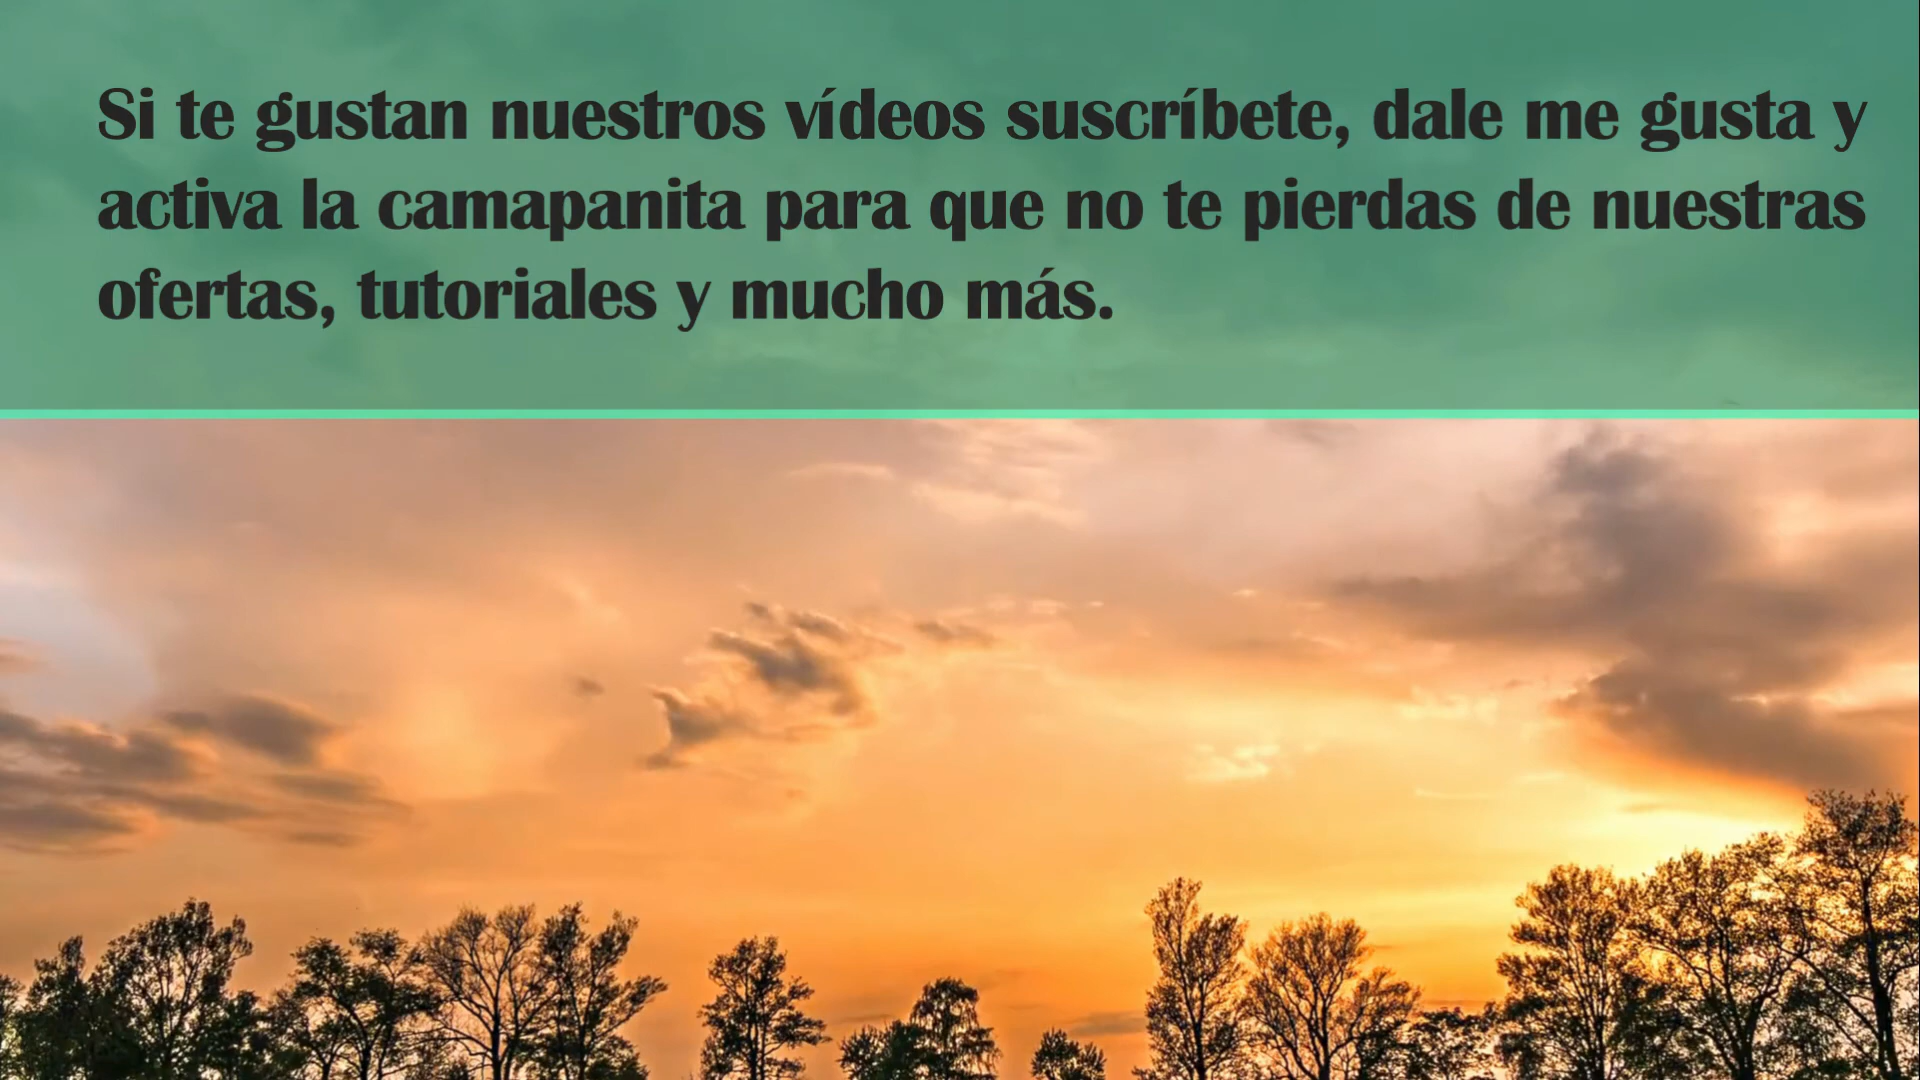 Si te gustan nuestros vídeos suscríbete, dale me gusta y
activa la camapanita para que no te pierdas de nuestras
ofertas, tutoriales y mucho más.